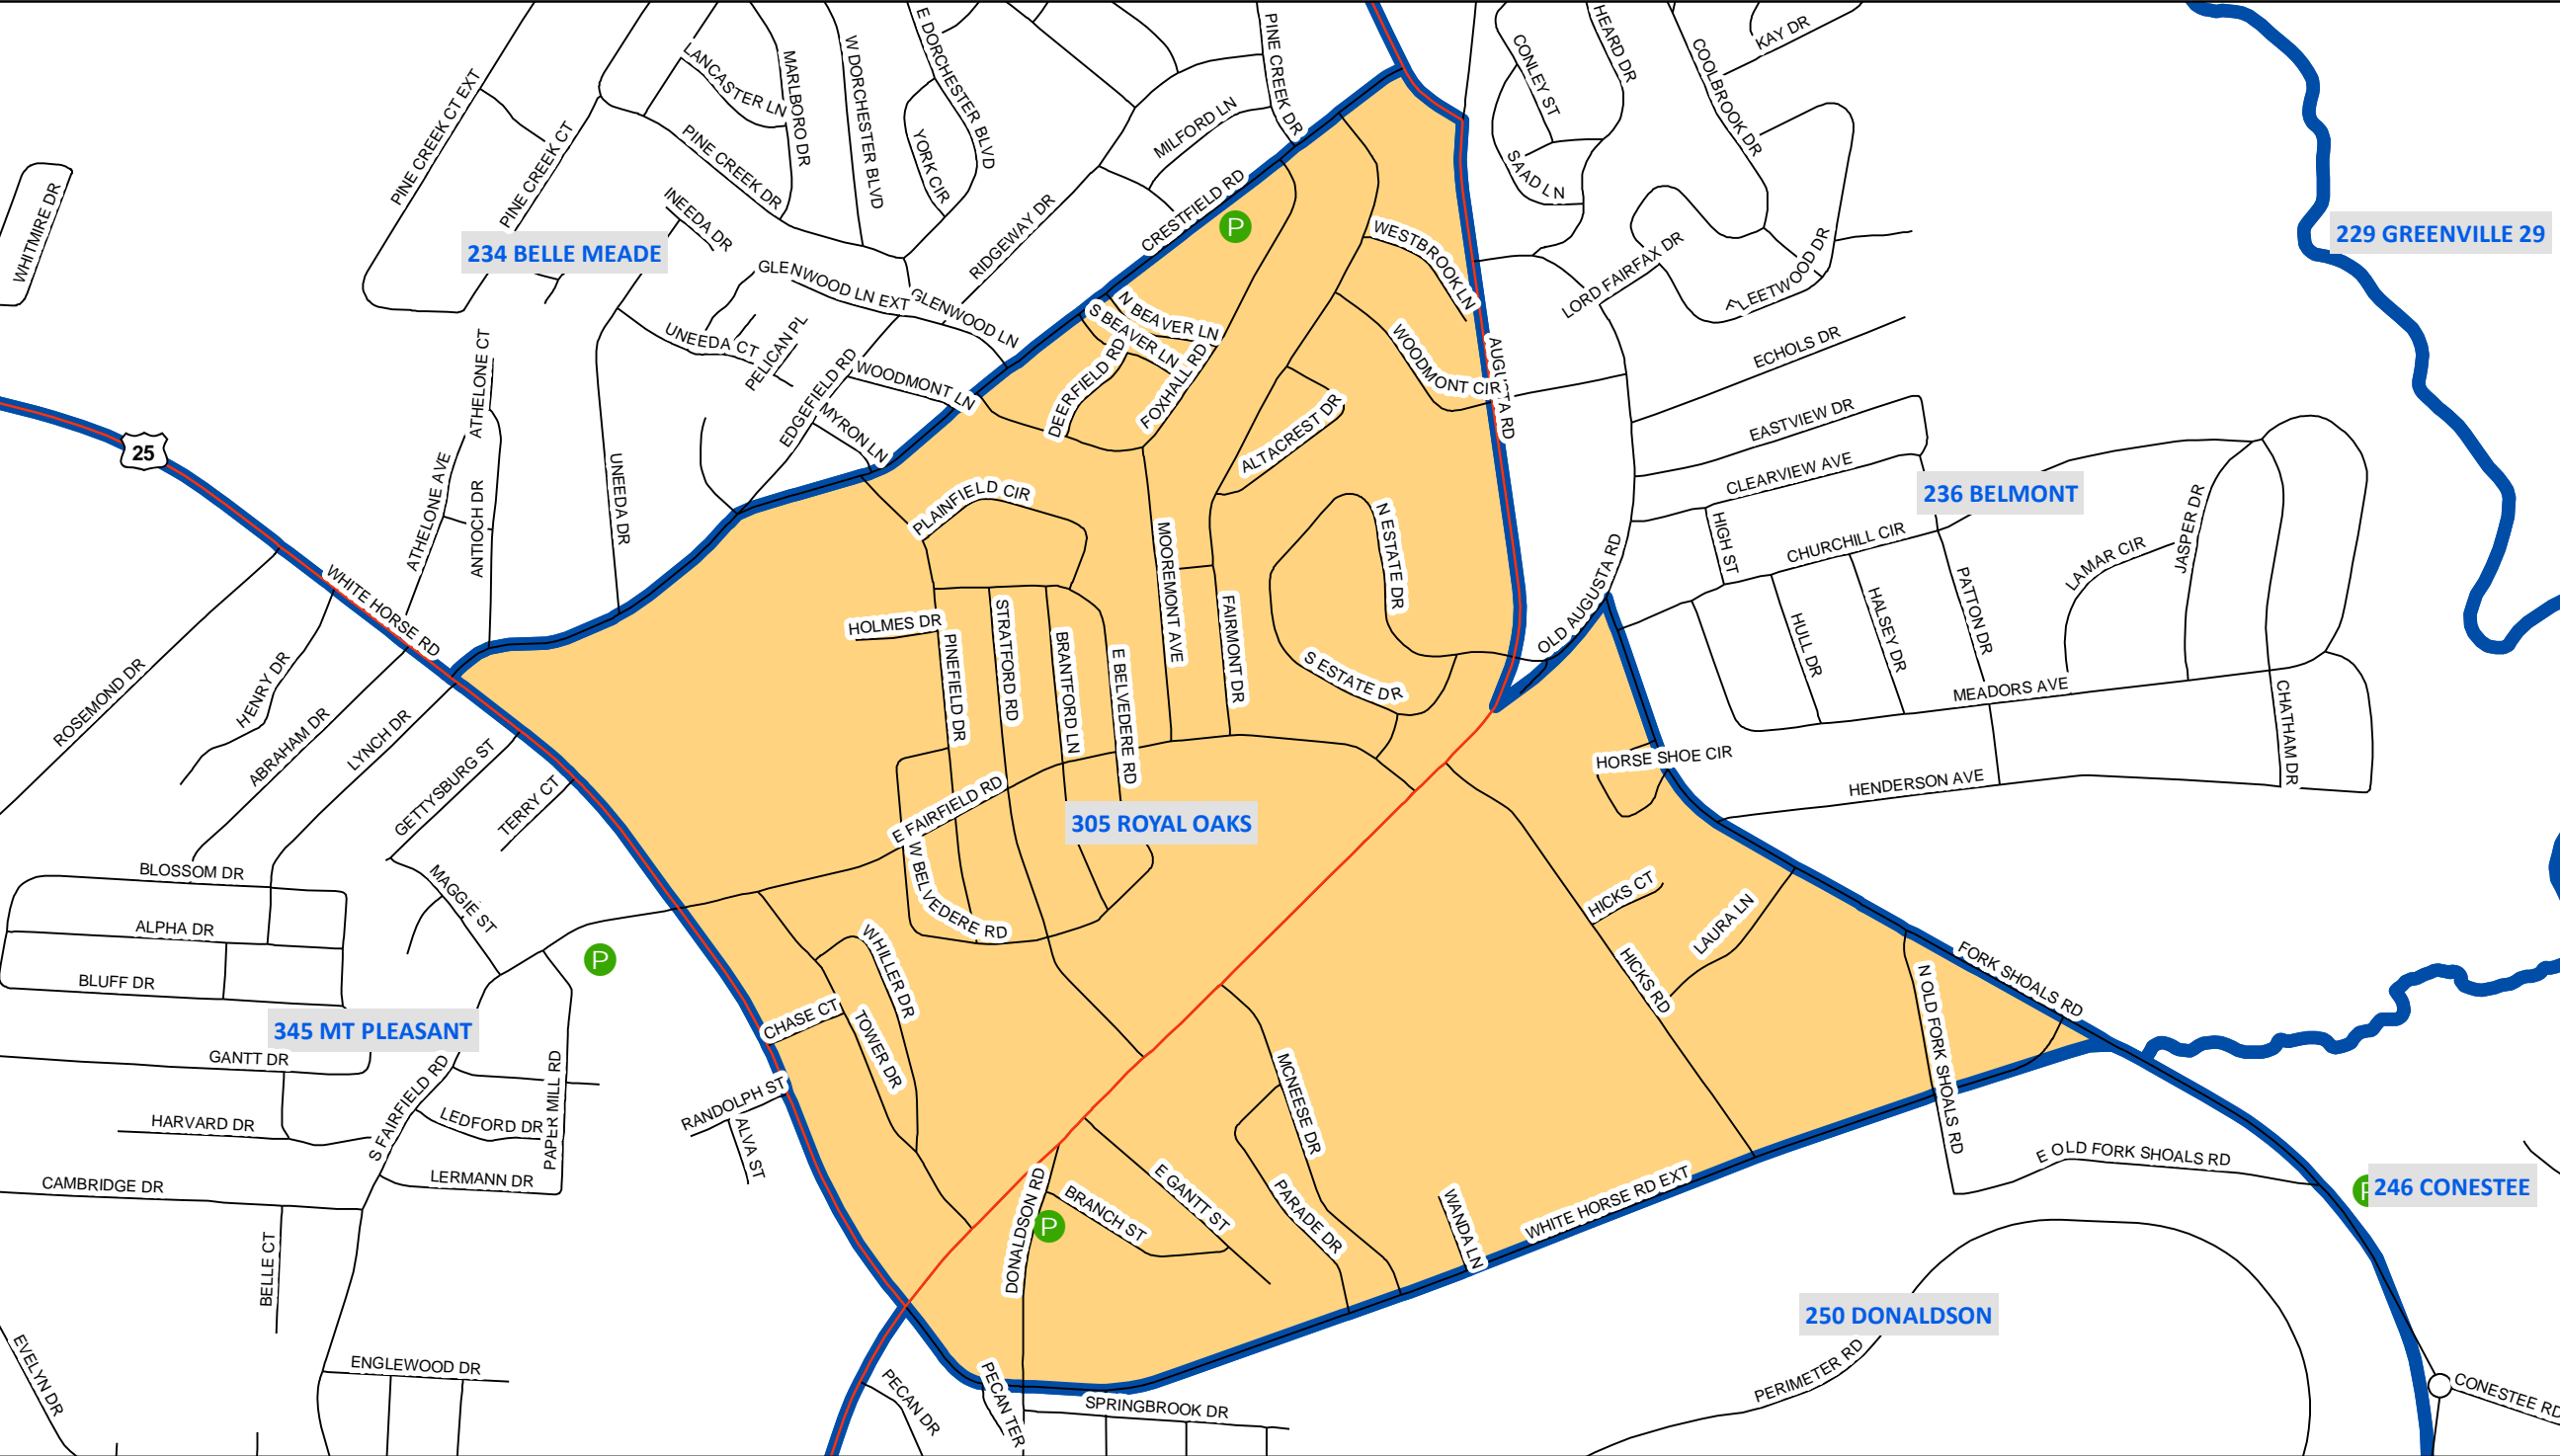 PINE CREEK CT EXT
PINE CREEK CT
LANCASTER LN
MARLBORO DR
W DORCHESTER BLVD
E DORCHESTER BLVD
YORK CIR
PINE CREEK DR
PINE CREEK DR
MILFORD LN
CONLEY ST
HEARD DR
COOLBROOK DR
KAY DR
SAAD LN
WHITMIRE DR
INEEDA DR
234 BELLE MEADE
RIDGEWAY DR
CRESTFIELD RD
P
WESTBROOK LN
LORD FAIRFAX DR
FLEETWOOD DR
229 GREENVILLE 29
GLENWOOD LN EXT
GLENWOOD LN
N BEAVER LN
S BEAVER LN
UNEEDA CT
PELICAN PL
EDGEFIELD RD
WOODMONT LN
DEERFIELD RD
FOXHALL RD
WOODMONT CIR
AUGUSTA RD
ECHOLS DR
ATHELONE CT
MYRON LN
ALTACREST DR
EASTVIEW DR
25
CLEARVIEW AVE
236 BELMONT
ATHELONE AVE
ANTIOCH DR
UNEEDA DR
PLAINFIELD CIR
MOOREMONT AVE
N ESTATE DR
HIGH ST
CHURCHILL CIR
JASPER DR
LAMAR CIR
WHITE HORSE RD
OLD AUGUSTA RD
PATTON DR
HALSEY DR
HULL DR
HOLMES DR
PINEFIELD DR
STRATFORD RD
BRANTFORD LN
E BELVEDERE RD
FAIRMONT DR
S ESTATE DR
MEADORS AVE
CHATHAM DR
ROSEMOND DR
HENRY DR
ABRAHAM DR
LYNCH DR
GETTYSBURG ST
TERRY CT
HORSE SHOE CIR
HENDERSON AVE
E FAIRFIELD RD
305 ROYAL OAKS
W BELVEDERE RD
BLOSSOM DR
MAGGIE ST
HICKS CT
LAURA LN
ALPHA DR
P
WHILLER DR
HICKS RD
FORK SHOALS RD
BLUFF DR
N OLD FORK SHOALS RD
345 MT PLEASANT
CHASE CT
TOWER DR
GANTT DR
S FAIRFIELD RD
PAPER MILL RD
RANDOLPH ST
ALVA ST
MCNEESE DR
HARVARD DR
LEDFORD DR
LERMANN DR
CAMBRIDGE DR
DONALDSON RD
P
BRANCH ST
E GANTT ST
PARADE DR
WANDA LN
WHITE HORSE RD EXT
E OLD FORK SHOALS RD
P
246 CONESTEE
BELLE CT
250 DONALDSON
EVELYN DR
ENGLEWOOD DR
PECAN DR
PECAN TER
SPRINGBROOK DR
PERIMETER RD
CONESTEE RD